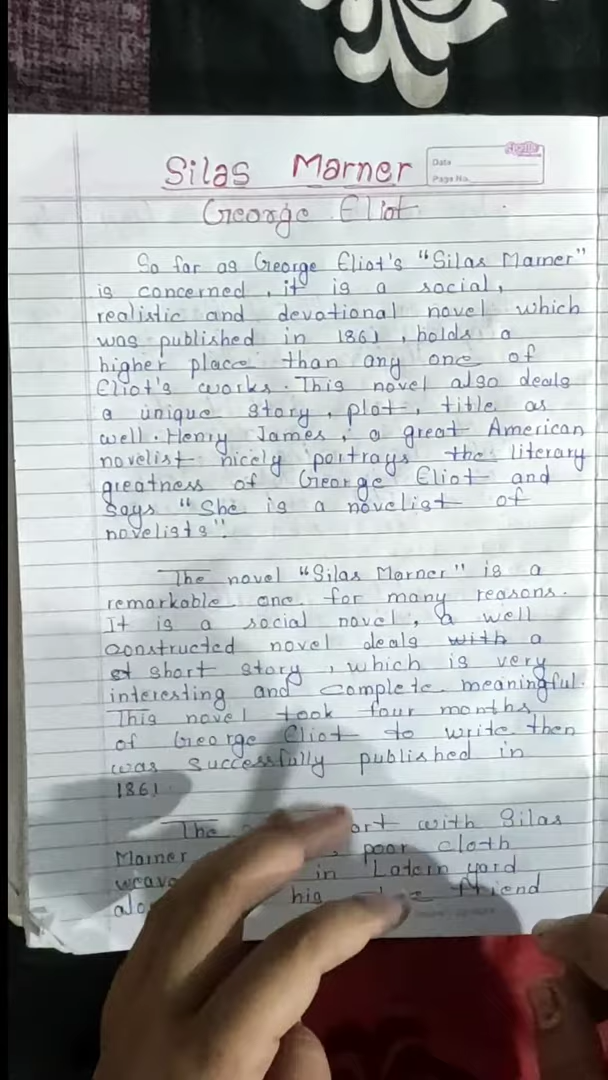 Silas Marner
Date
Page No.
George Eliot
So far as George Eliot's "Silas Marner"
is concerned, it is a social,
realistic and devotional novel which
was published in 1861, holds a
higher place than any one of
Eliot's works. This novel also deals
a unique story, plot, title as
well. Henry James, a great American
novelist nicely portrays the literary
greatness of George Eliot and
says "She is a novelist of
novelists".
The novel "Silas Marner" is a
remarkable one for many reasons.
It is a social novel, a well
constructed novel deals with a
short story, which is very
interesting and complete meaningful.
This novel took four months
of George Eliot to write then
was successfully published in
1861.
The with Silas
Marner poor cloth
in Latern yard
his friend